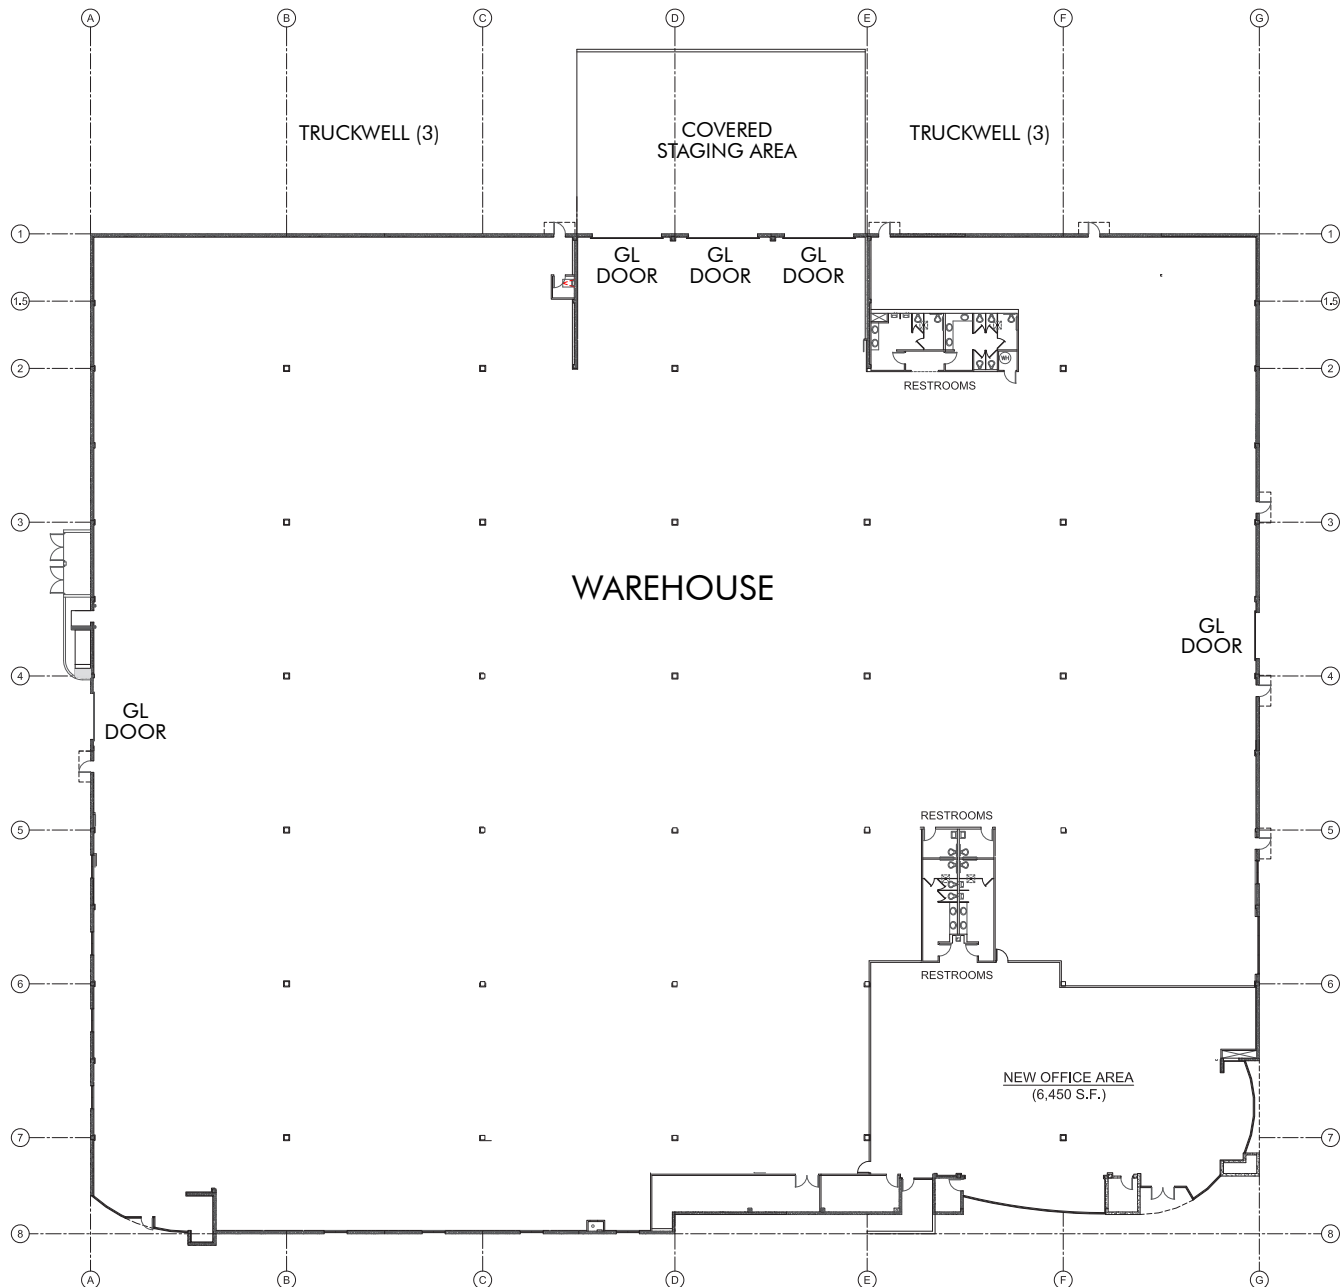 A B C D E F G
TRUCKWELL (3)
COVERED
STAGING AREA
TRUCKWELL (3)
1 1
GL
DOOR
GL
DOOR
GL
DOOR
1.5 1.5
WH
2 2
RESTROOMS
3 3
WAREHOUSE
GL
DOOR
4 4
GL
DOOR
RESTROOMS
5 5
RESTROOMS
6 6
NEW OFFICE AREA
(6,450 S.F.)
7 7
8 8
A B C D E F G